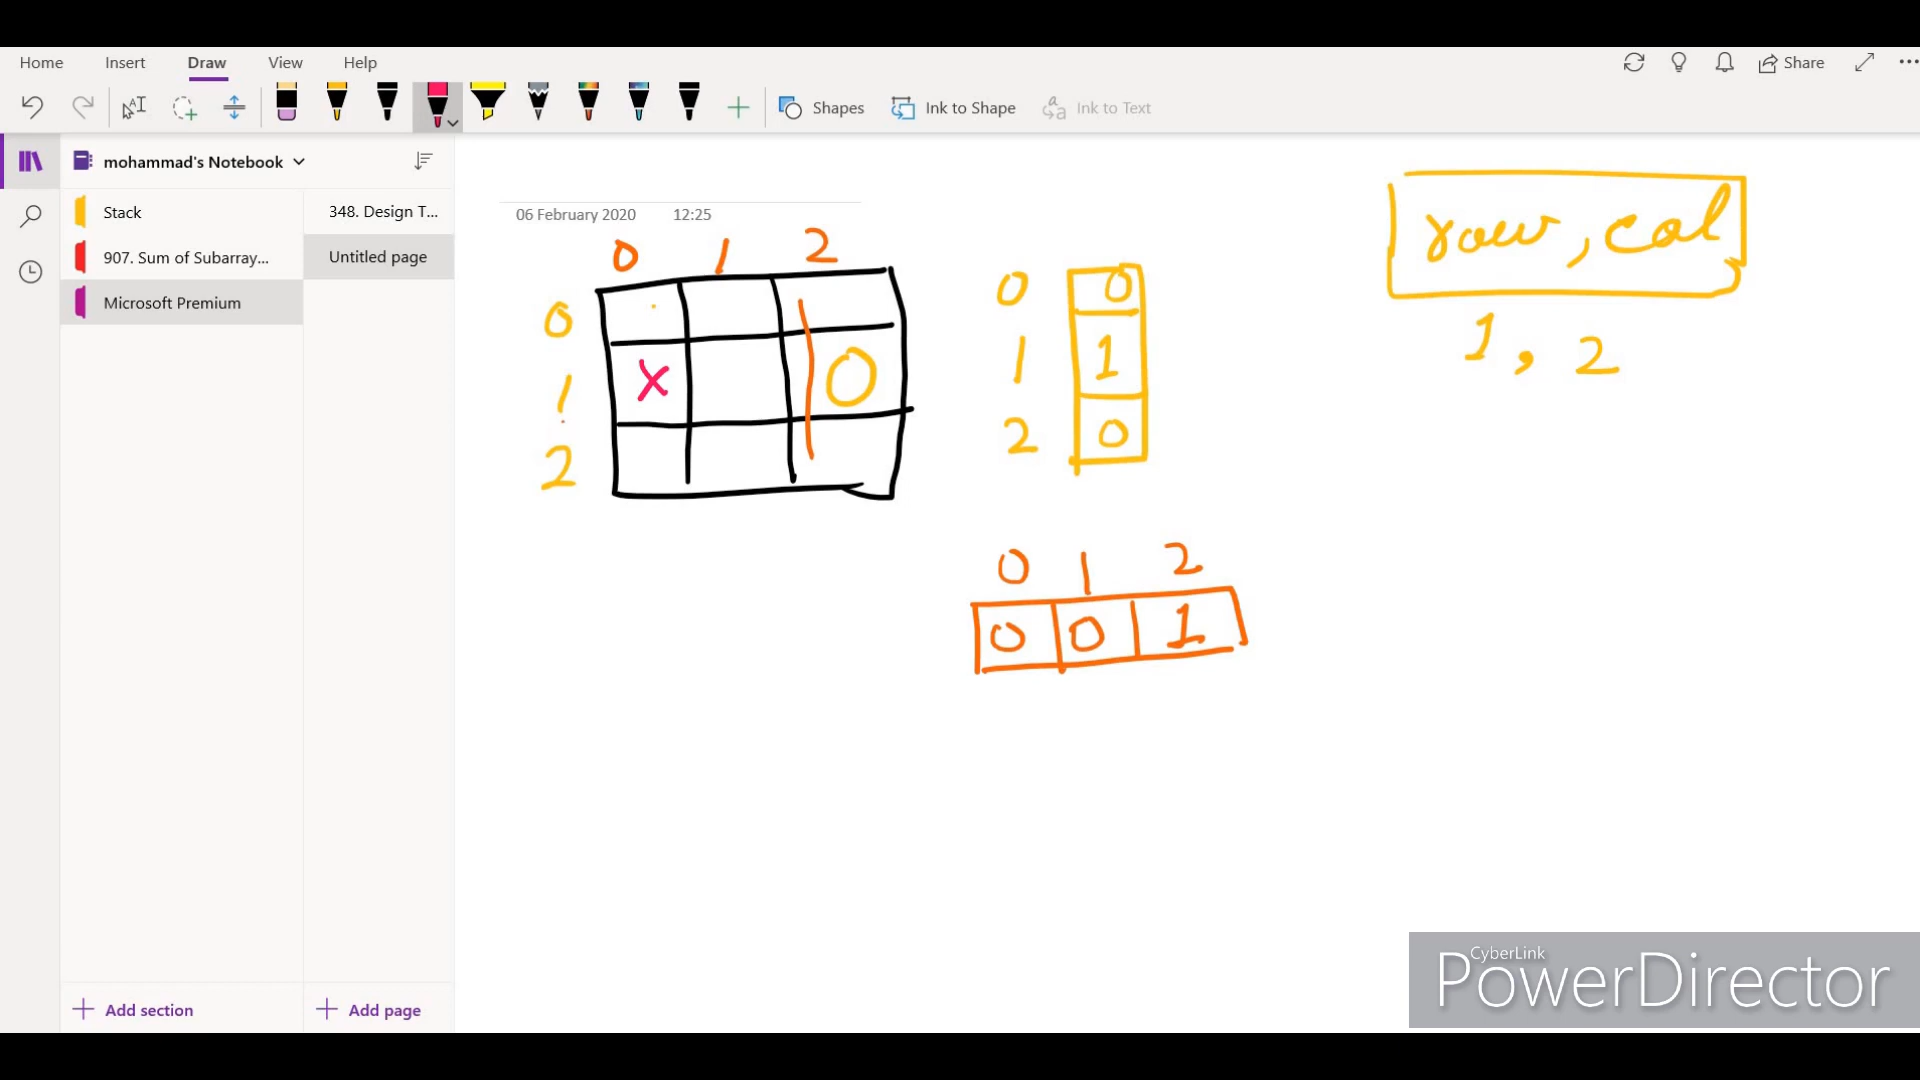 Home Insert Draw View Help
Share
Shapes Ink to Shape Ink to Text
mohammad's Notebook
Stack
907. Sum of Subarray...
Microsoft Premium
348. Design T...
Untitled page
Add section
Add page
06 February 2020 12:25
0 1 2
0
1 X O
2
0 0
1 1
2 0
row, col
1, 2
0 1 2
0 0 1
CyberLink
PowerDirector